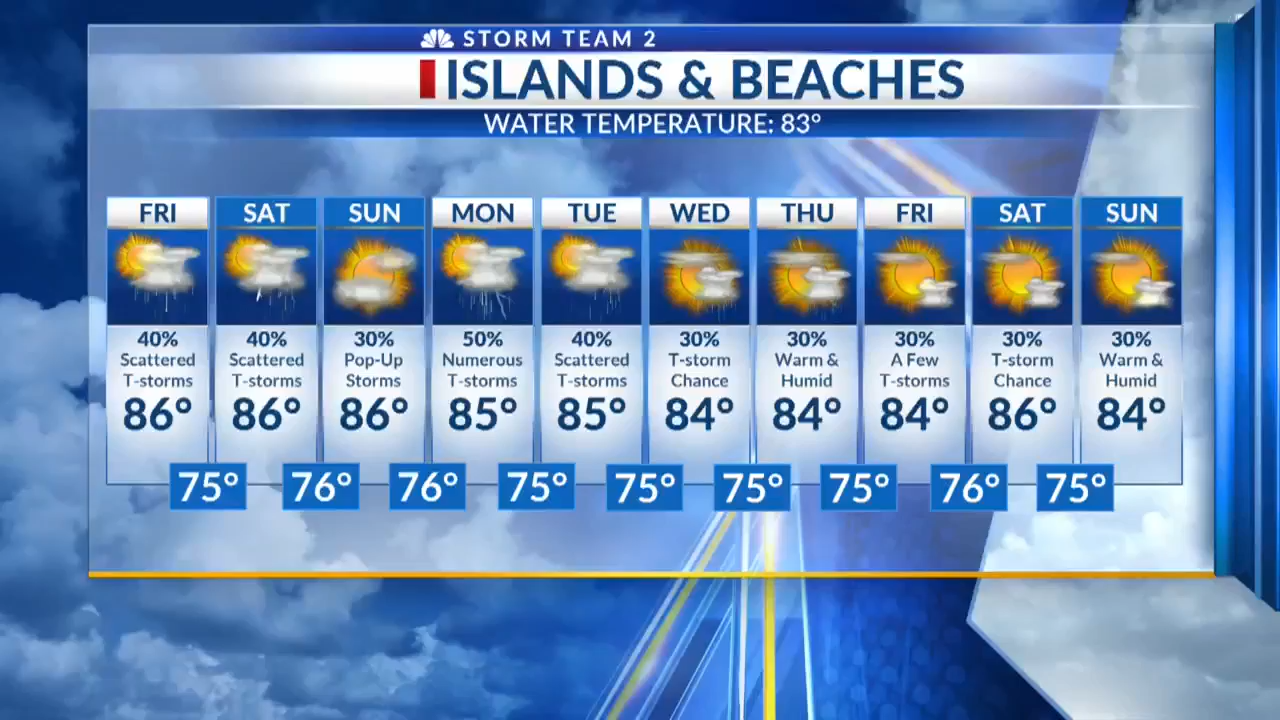 STORM TEAM 2
ISLANDS & BEACHES
WATER TEMPERATURE: 83°
FRI SAT SUN MON TUE WED THU FRI SAT SUN
40% 40% 30% 50% 40% 30% 30% 30% 30% 30%
Scattered Scattered Pop-Up Numerous Scattered T-storm Warm & A Few T-storm Warm &
T-storms T-storms Storms T-storms T-storms Chance Humid T-storms Chance Humid
86° 86° 86° 85° 85° 84° 84° 84° 86° 84°
75° 76° 76° 75° 75° 75° 75° 76° 75°